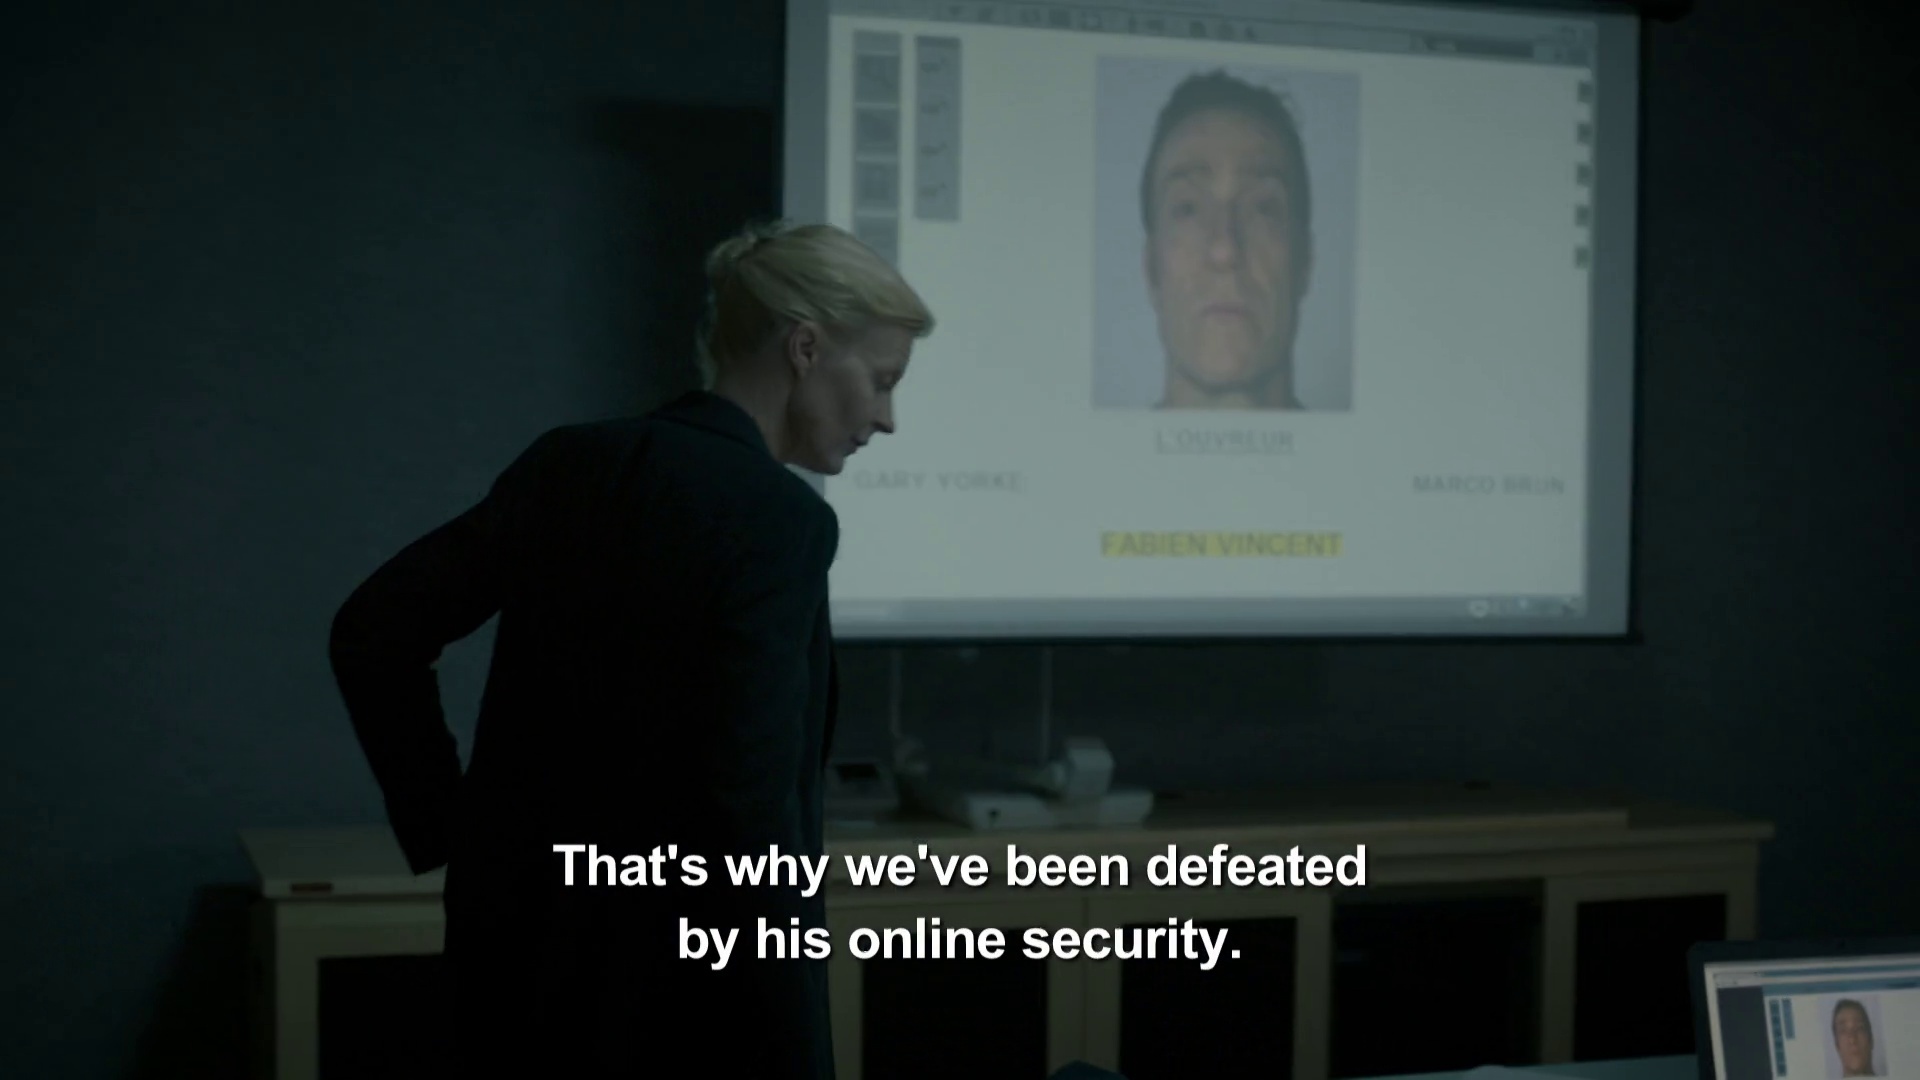 L'OUVREUR
GARY YORKE
MARCO BRUN
FABIEN VINCENT
That's why we've been defeated
by his online security.